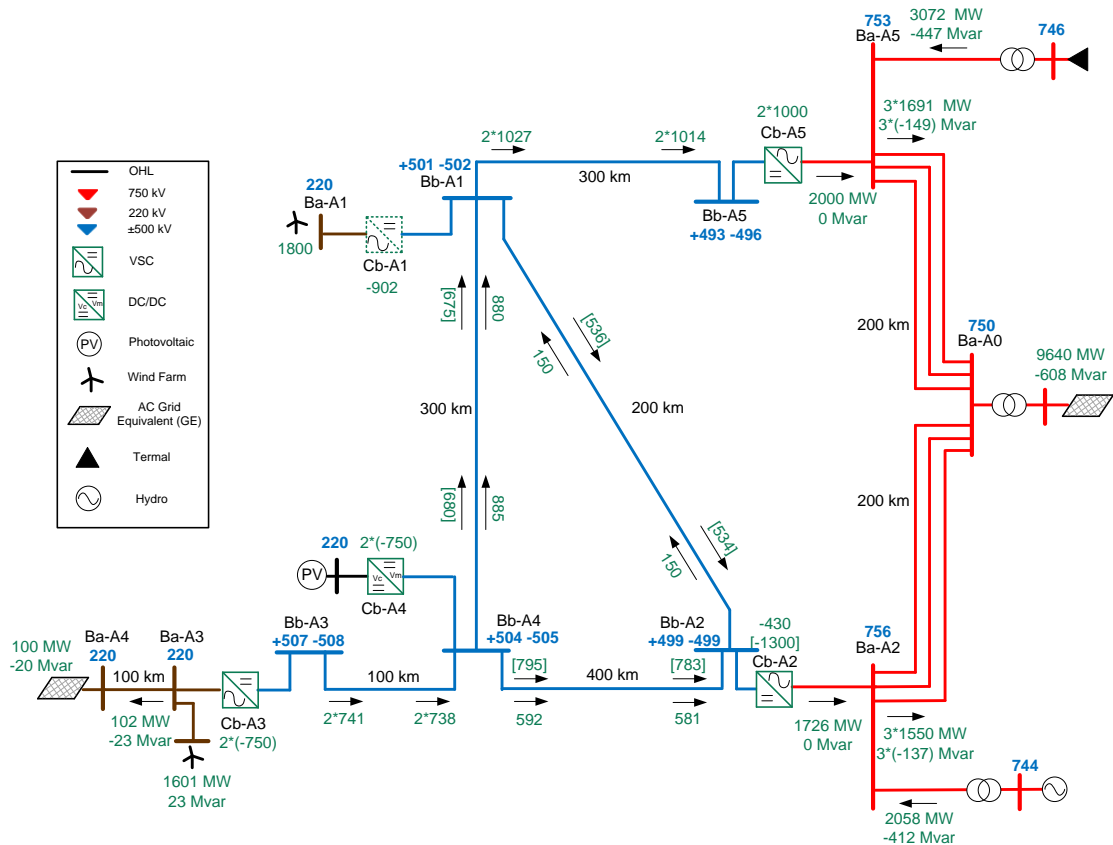 753
Ba-A5
3072 MW
-447 Mvar
746
3*1691 MW
3*(-149) Mvar
2*1000
Cb-A5
2*1027
2*1014
300 km
2000 MW
0 Mvar
Bb-A5
+493 -496
+501 -502
Bb-A1
220
Ba-A1
1800
Cb-A1
-902
OHL
750 kV
220 kV
±500 kV
VSC
Vc
Vm
DC/DC
PV
Photovoltaic
Wind Farm
AC Grid
Equivalent (GE)
Termal
Hydro
[675]
880
[536]
150
200 km
750
Ba-A0
9640 MW
-608 Mvar
300 km
200 km
[680]
885
[534]
150
200 km
220
2*(-750)
PV
Vc
Vm
Cb-A4
Bb-A3
+507 -508
Bb-A4
+504 -505
Bb-A2
+499 -499
-430
[-1300]
Cb-A2
756
Ba-A2
Ba-A4
220
Ba-A3
220
100 MW
-20 Mvar
100 km
102 MW
-23 Mvar
Cb-A3
2*(-750)
1601 MW
23 Mvar
100 km
2*741
2*738
[795]
400 km
[783]
592
581
1726 MW
0 Mvar
3*1550 MW
3*(-137) Mvar
744
2058 MW
-412 Mvar